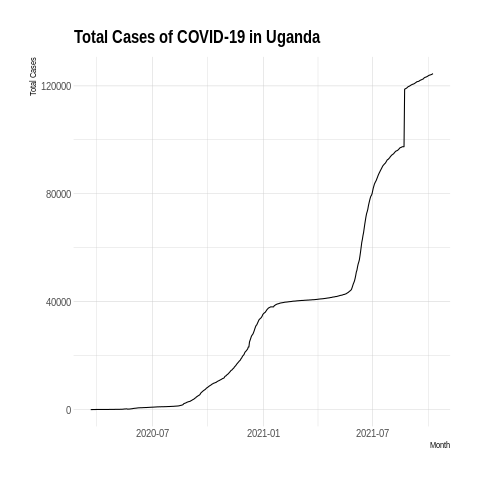 Total Cases of COVID-19 in Uganda
Total Cases
120000
80000
40000
0
2020-07 2021-01 2021-07
Month